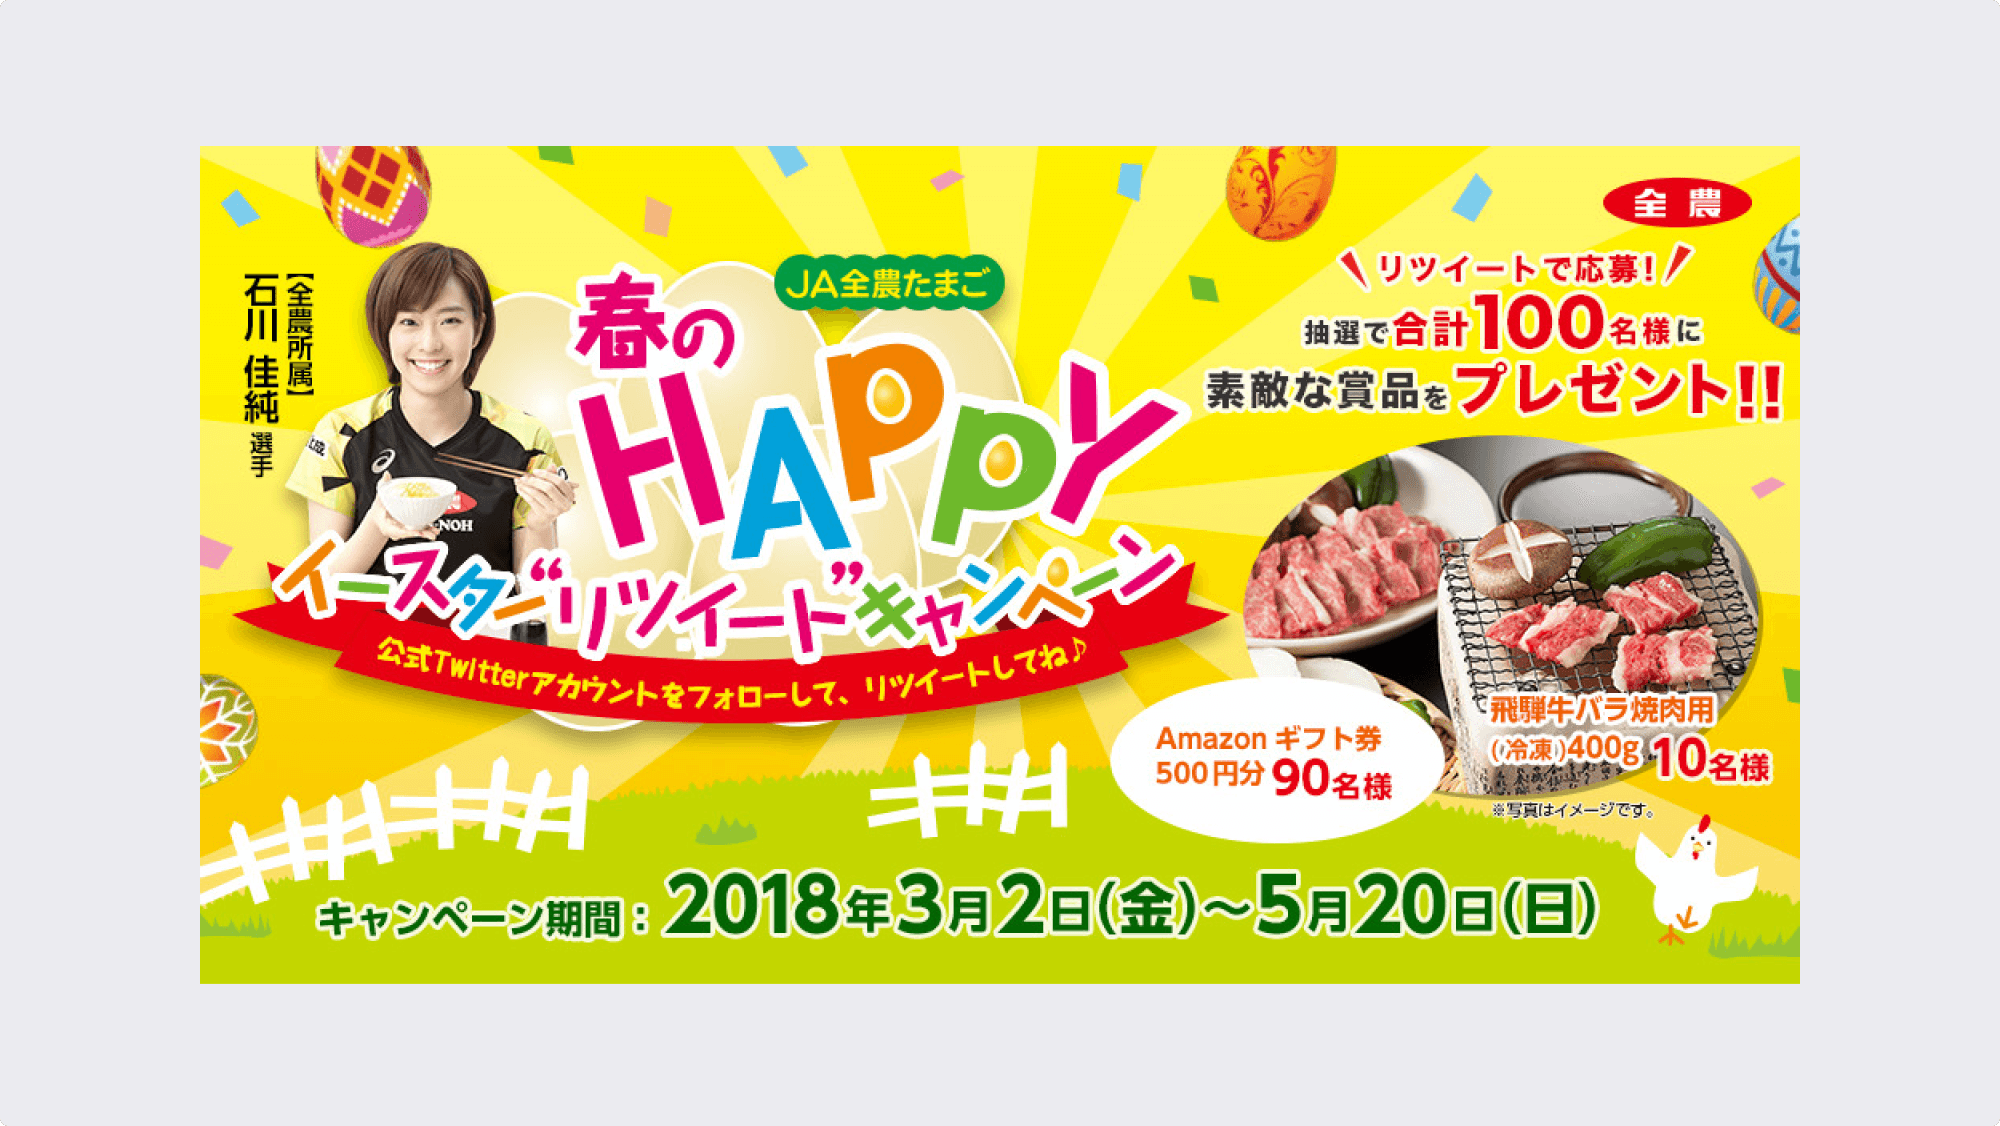 全農
【全農所属】
石川 佳純 選手
JA全農たまご
春の
HAPPY
イースター“リツイート”キャンペーン
公式Twitterアカウントをフォローして、リツイートしてね♪
リツイートで応募!
抽選で合計100名様に
素敵な賞品をプレゼント!!
-NOH
Amazon ギフト券
500円分 90名様
飛騨牛バラ焼肉用
(冷凍)400g 10名様
※写真はイメージです。
キャンペーン期間：2018年3月2日(金)～5月20日(日)